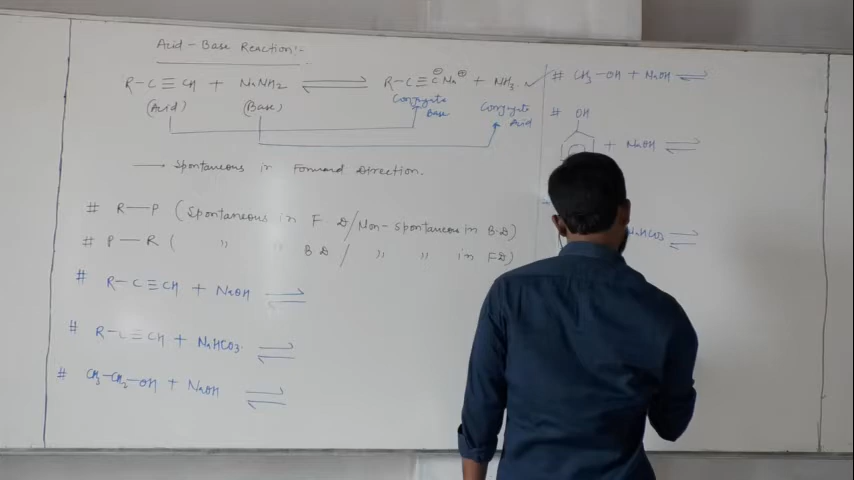 Acid-Base Reaction:-
R-C≡CH + NaNH2 ⇌ R-C≡C⊖Na⊕ + NH3 ✓
(Acid) (Base) Conjugate Base Conjugate Acid
→ Spontaneous in Forward Direction.
# R-P (Spontaneous in F D/Non-spontaneous in B.D)
# P-R ( " " B.D / " " in FD)
# R-C≡CH + NaOH ⇌
# R-C≡CH + NaHCO3 ⇌
# CH3-CH2-OH + NaOH ⇌
# CH3-OH + NaOH ⇌
# OH
+ NaOH ⇌
NaHCO3 ⇌